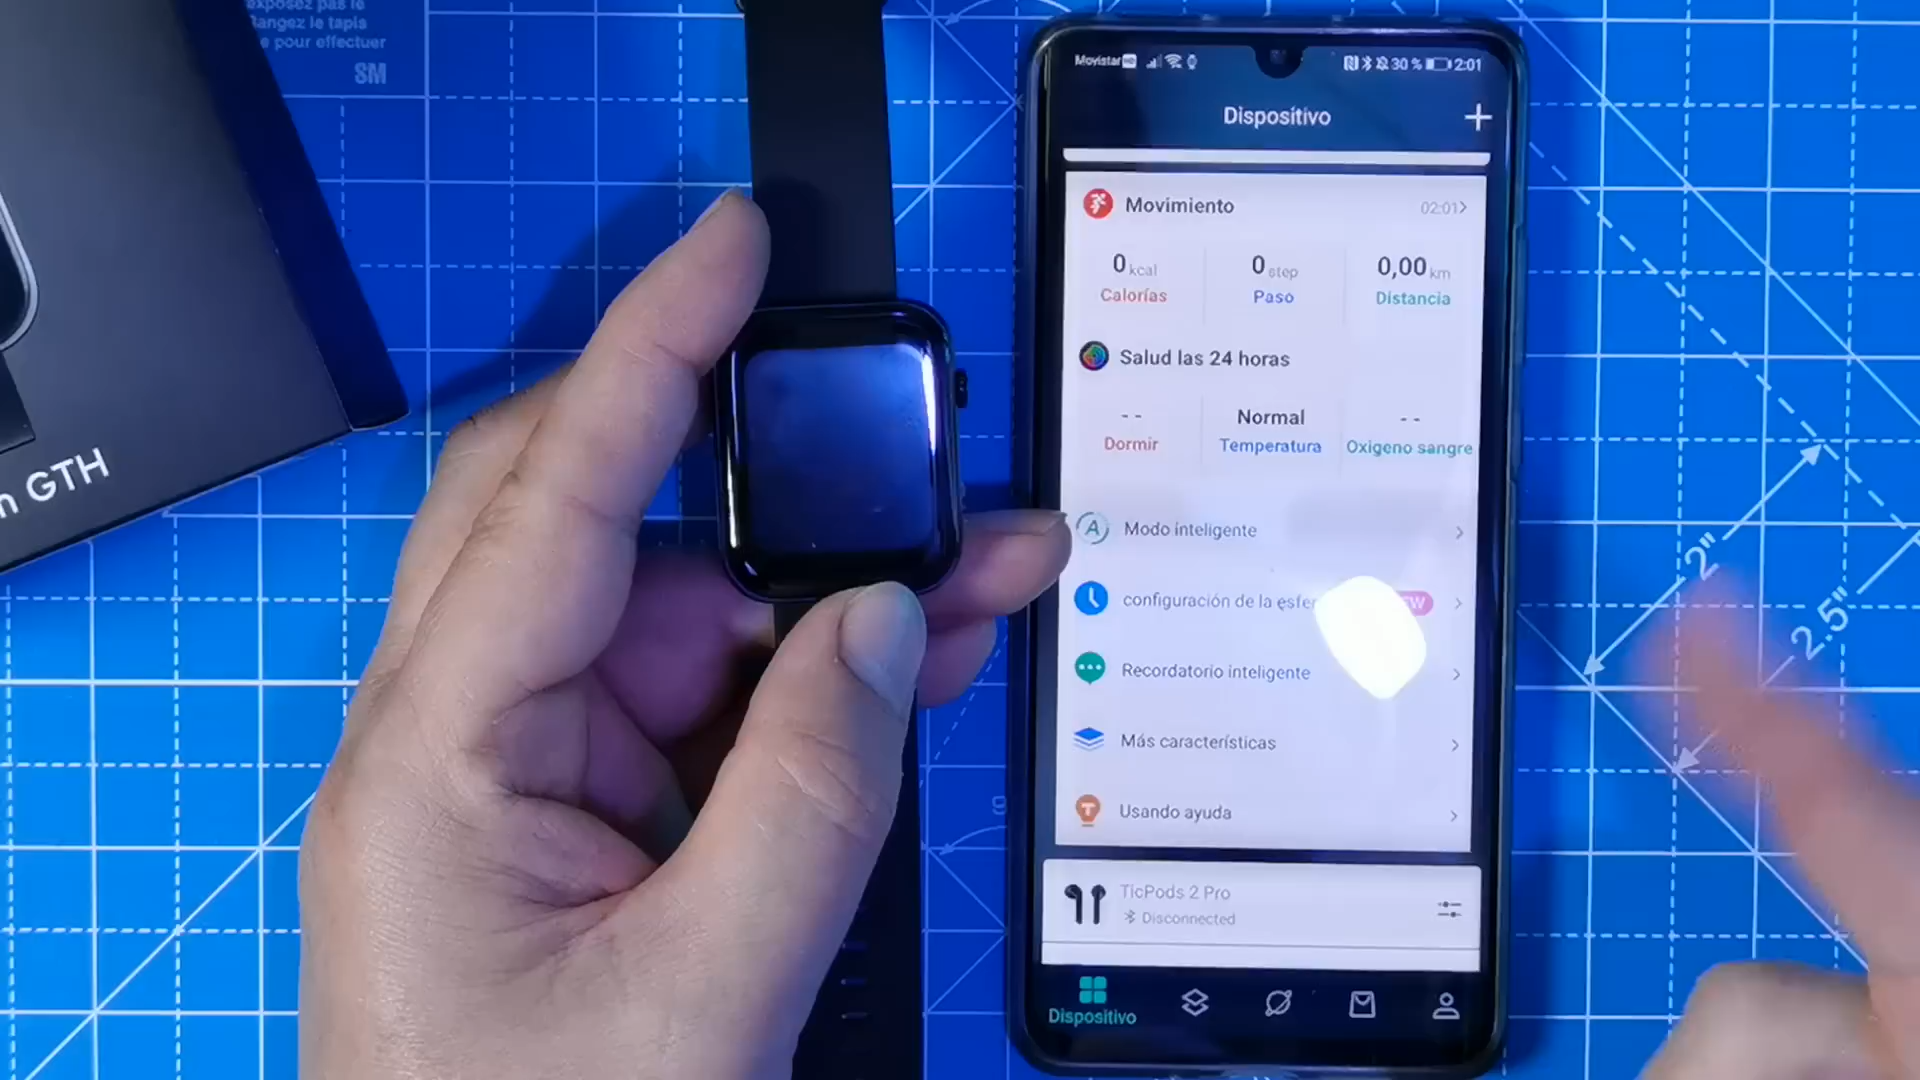 exposez pas le
Rangez le tapis
pour effectuer
SM
GTH
Movistar
30 %
2:01
Dispositivo
Movimiento
02:01
0 kcal
0 step
0,00 km
Calorías
Paso
Distancia
Salud las 24 horas
- -
Normal
- -
Dormir
Temperatura
Oxigeno sangre
Modo inteligente
configuración de la
Recordatorio inteligente
Más características
Usando ayuda
TicPods 2 Pro
Disconnected
Dispositivo
2"
2.5"